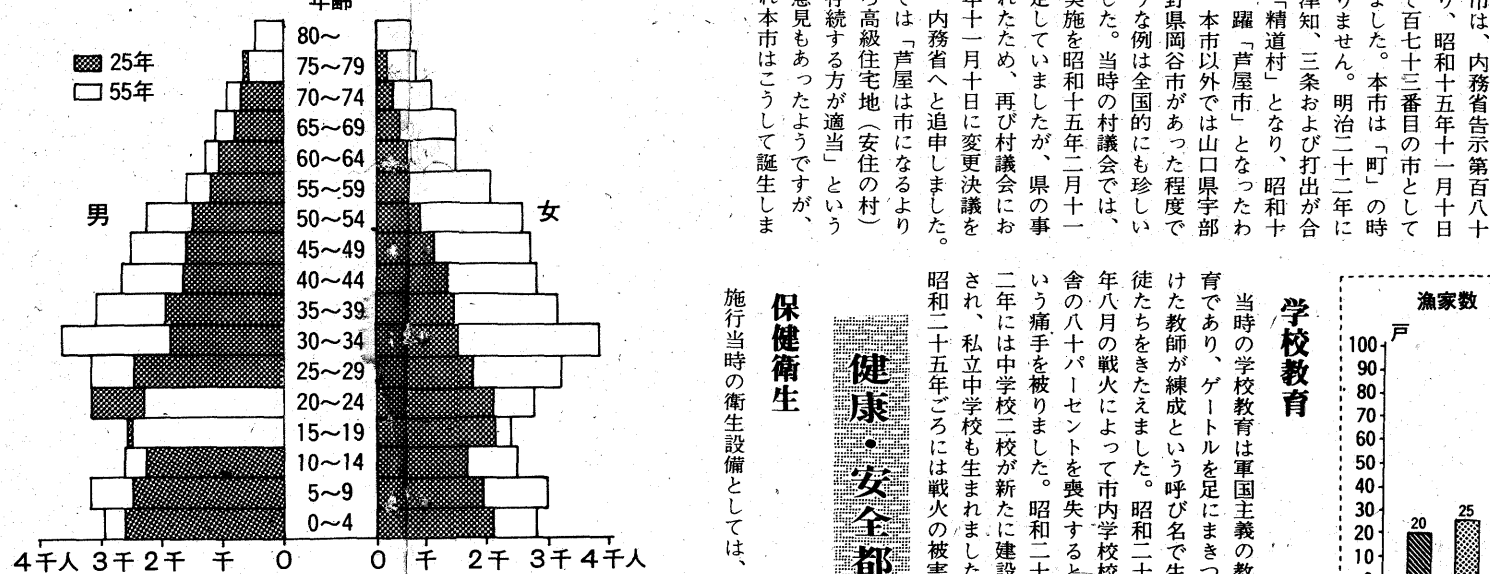 年齢
25年
55年
男
女
80〜
75〜79
70〜74
65〜69
60〜64
55〜59
50〜54
45〜49
40〜44
35〜39
30〜34
25〜29
20〜24
15〜19
10〜14
5〜9
0〜4
4千人 3千 2千 千 0
0 千 2千 3千 4千人
市は、内務省告示第百八十
り、昭和十五年十一月十日
て百七十三番目の市として
ました。本市は「町」の時
りません。明治二十二年に
津知、三条および打出が合
「精道村」となり、昭和十
躍「芦屋市」となったわ
本市以外では山口県宇部
野県岡谷市があった程度で
うな例は全国的にも珍しい
した。当時の村議会では、
実施を昭和十五年二月十一
定していましたが、県の事
れたため、再び村議会にお
年十一月十日に変更決議を
内務省へと追申しました。
では「芦屋は市になるより
ら高級住宅地（安住の村）
存続する方が適当」という
意見もあったようですが、
れ本市はこうして誕生しま
漁家数
戸
100
90
80
70
60
50
40
30
20
10
20
25
学校教育
当時の学校教育は軍国主義の教
育であり、ゲートルを足にまきつ
けた教師が練成という呼び名で生
徒たちをきたえました。昭和二十
年八月の戦火によって市内学校校
舎の八十パーセントを喪失すると
いう痛手を被りました。昭和二十
二年には中学校二校が新たに建設
され、私立中学校も生まれました
昭和二十五年ごろには戦火の被害
健康・安全都
保健衛生
施行当時の衛生設備としては、